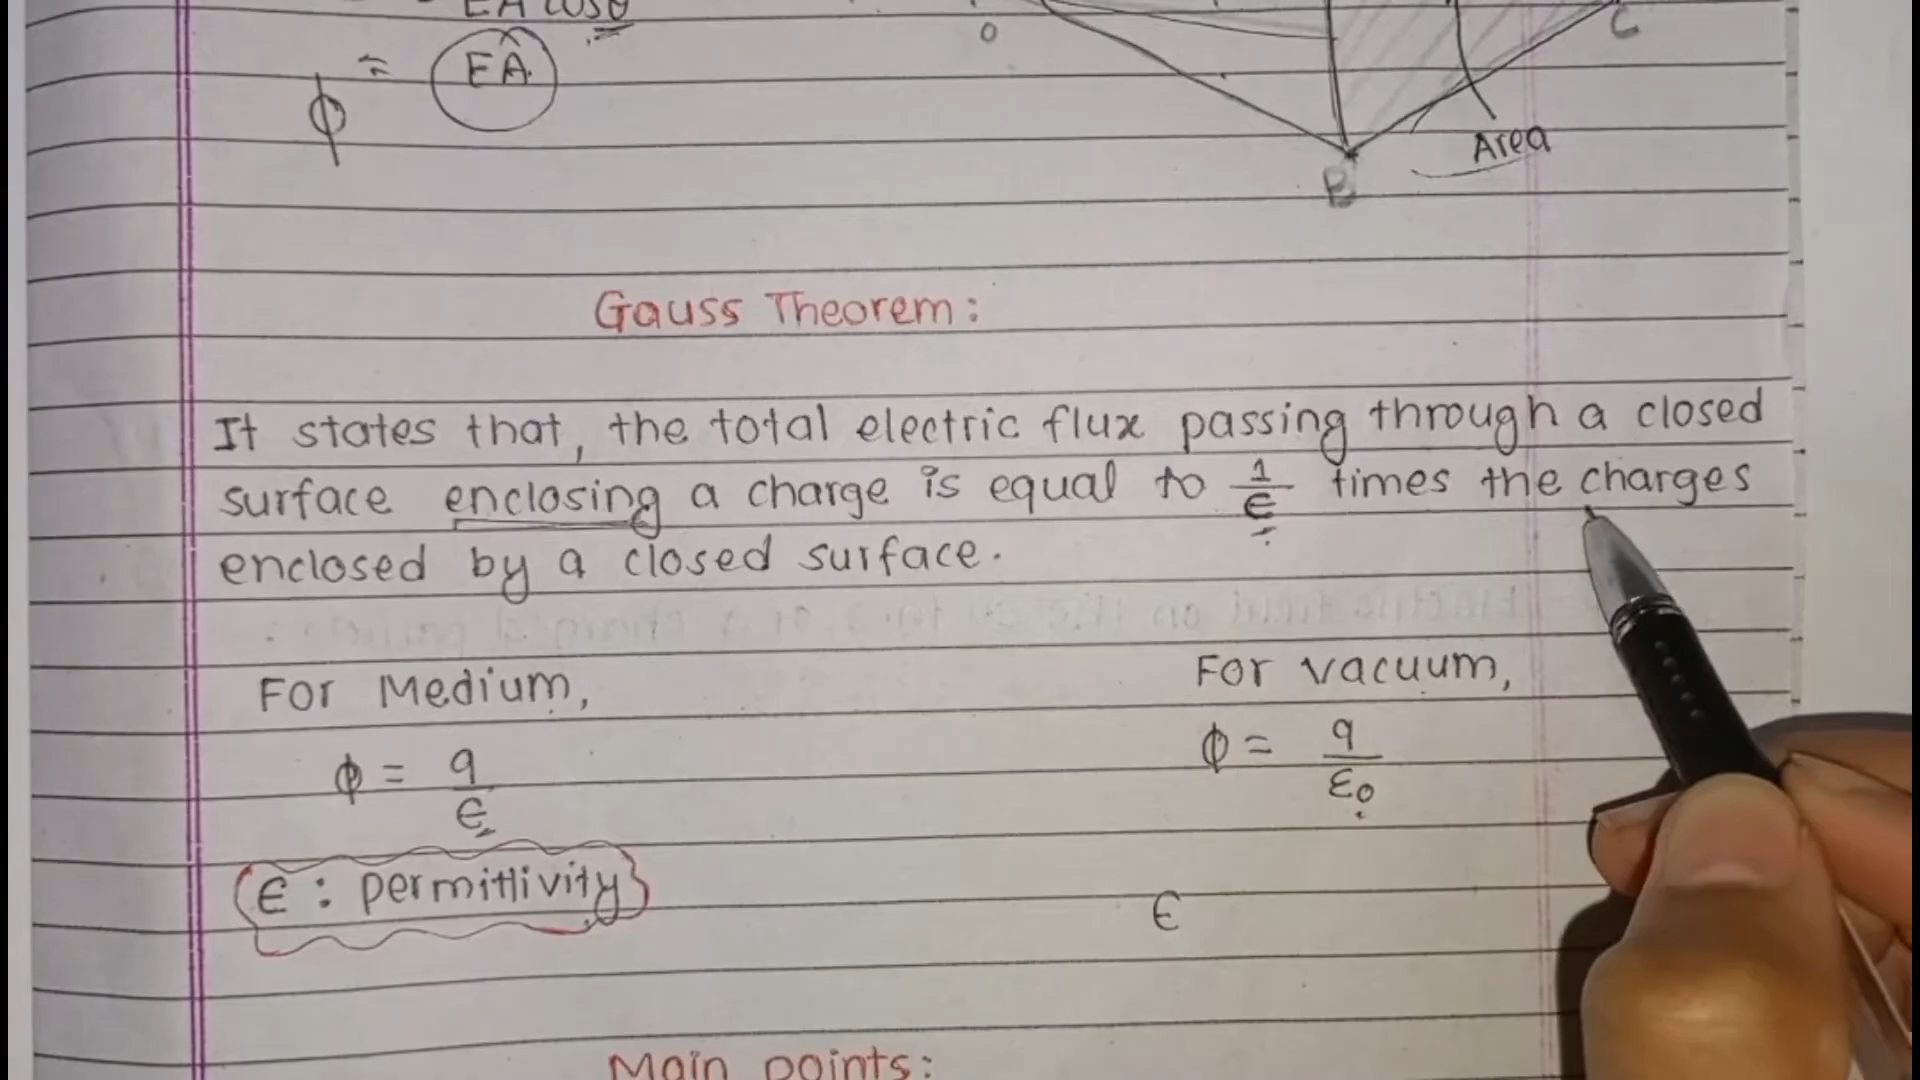 EA cosθ
O
C
φ = EA
Area
B
Gauss Theorem:
It states that, the total electric flux passing through a closed
surface enclosing a charge is equal to 1/ϵ times the charges
enclosed by a closed surface.
For Medium,
For vacuum,
φ = q/ϵ
φ = q/ε₀
ϵ : permittivity
ϵ
Main points: